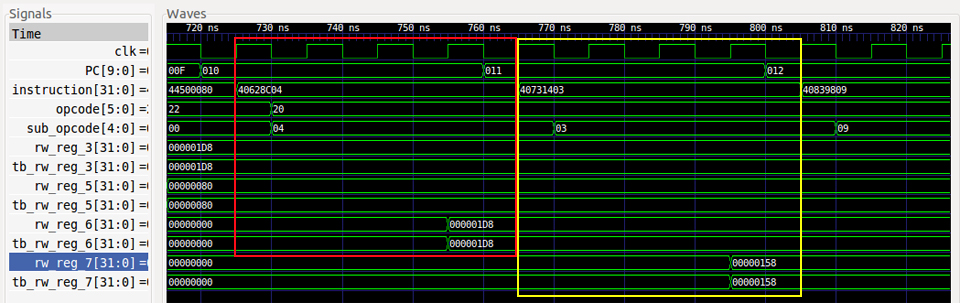 Signals Waves
Time 720 ns 730 ns 740 ns 750 ns 760 ns 770 ns 780 ns 790 ns 800 ns 810 ns 820 ns
clk =
PC[9:0] = 00F 010 011 012
instruction[31:0] = 44500080 40628C04 40731403 40839809
opcode[5:0] = 22 20
sub_opcode[4:0] = 00 04 03 09
rw_reg_3[31:0] = 000001D8
tb_rw_reg_3[31:0] = 000001D8
rw_reg_5[31:0] = 00000080
tb_rw_reg_5[31:0] = 00000080
rw_reg_6[31:0] = 00000000 000001D8
tb_rw_reg_6[31:0] = 00000000 000001D8
rw_reg_7[31:0] = 00000000 00000158
tb_rw_reg_7[31:0] = 00000000 00000158